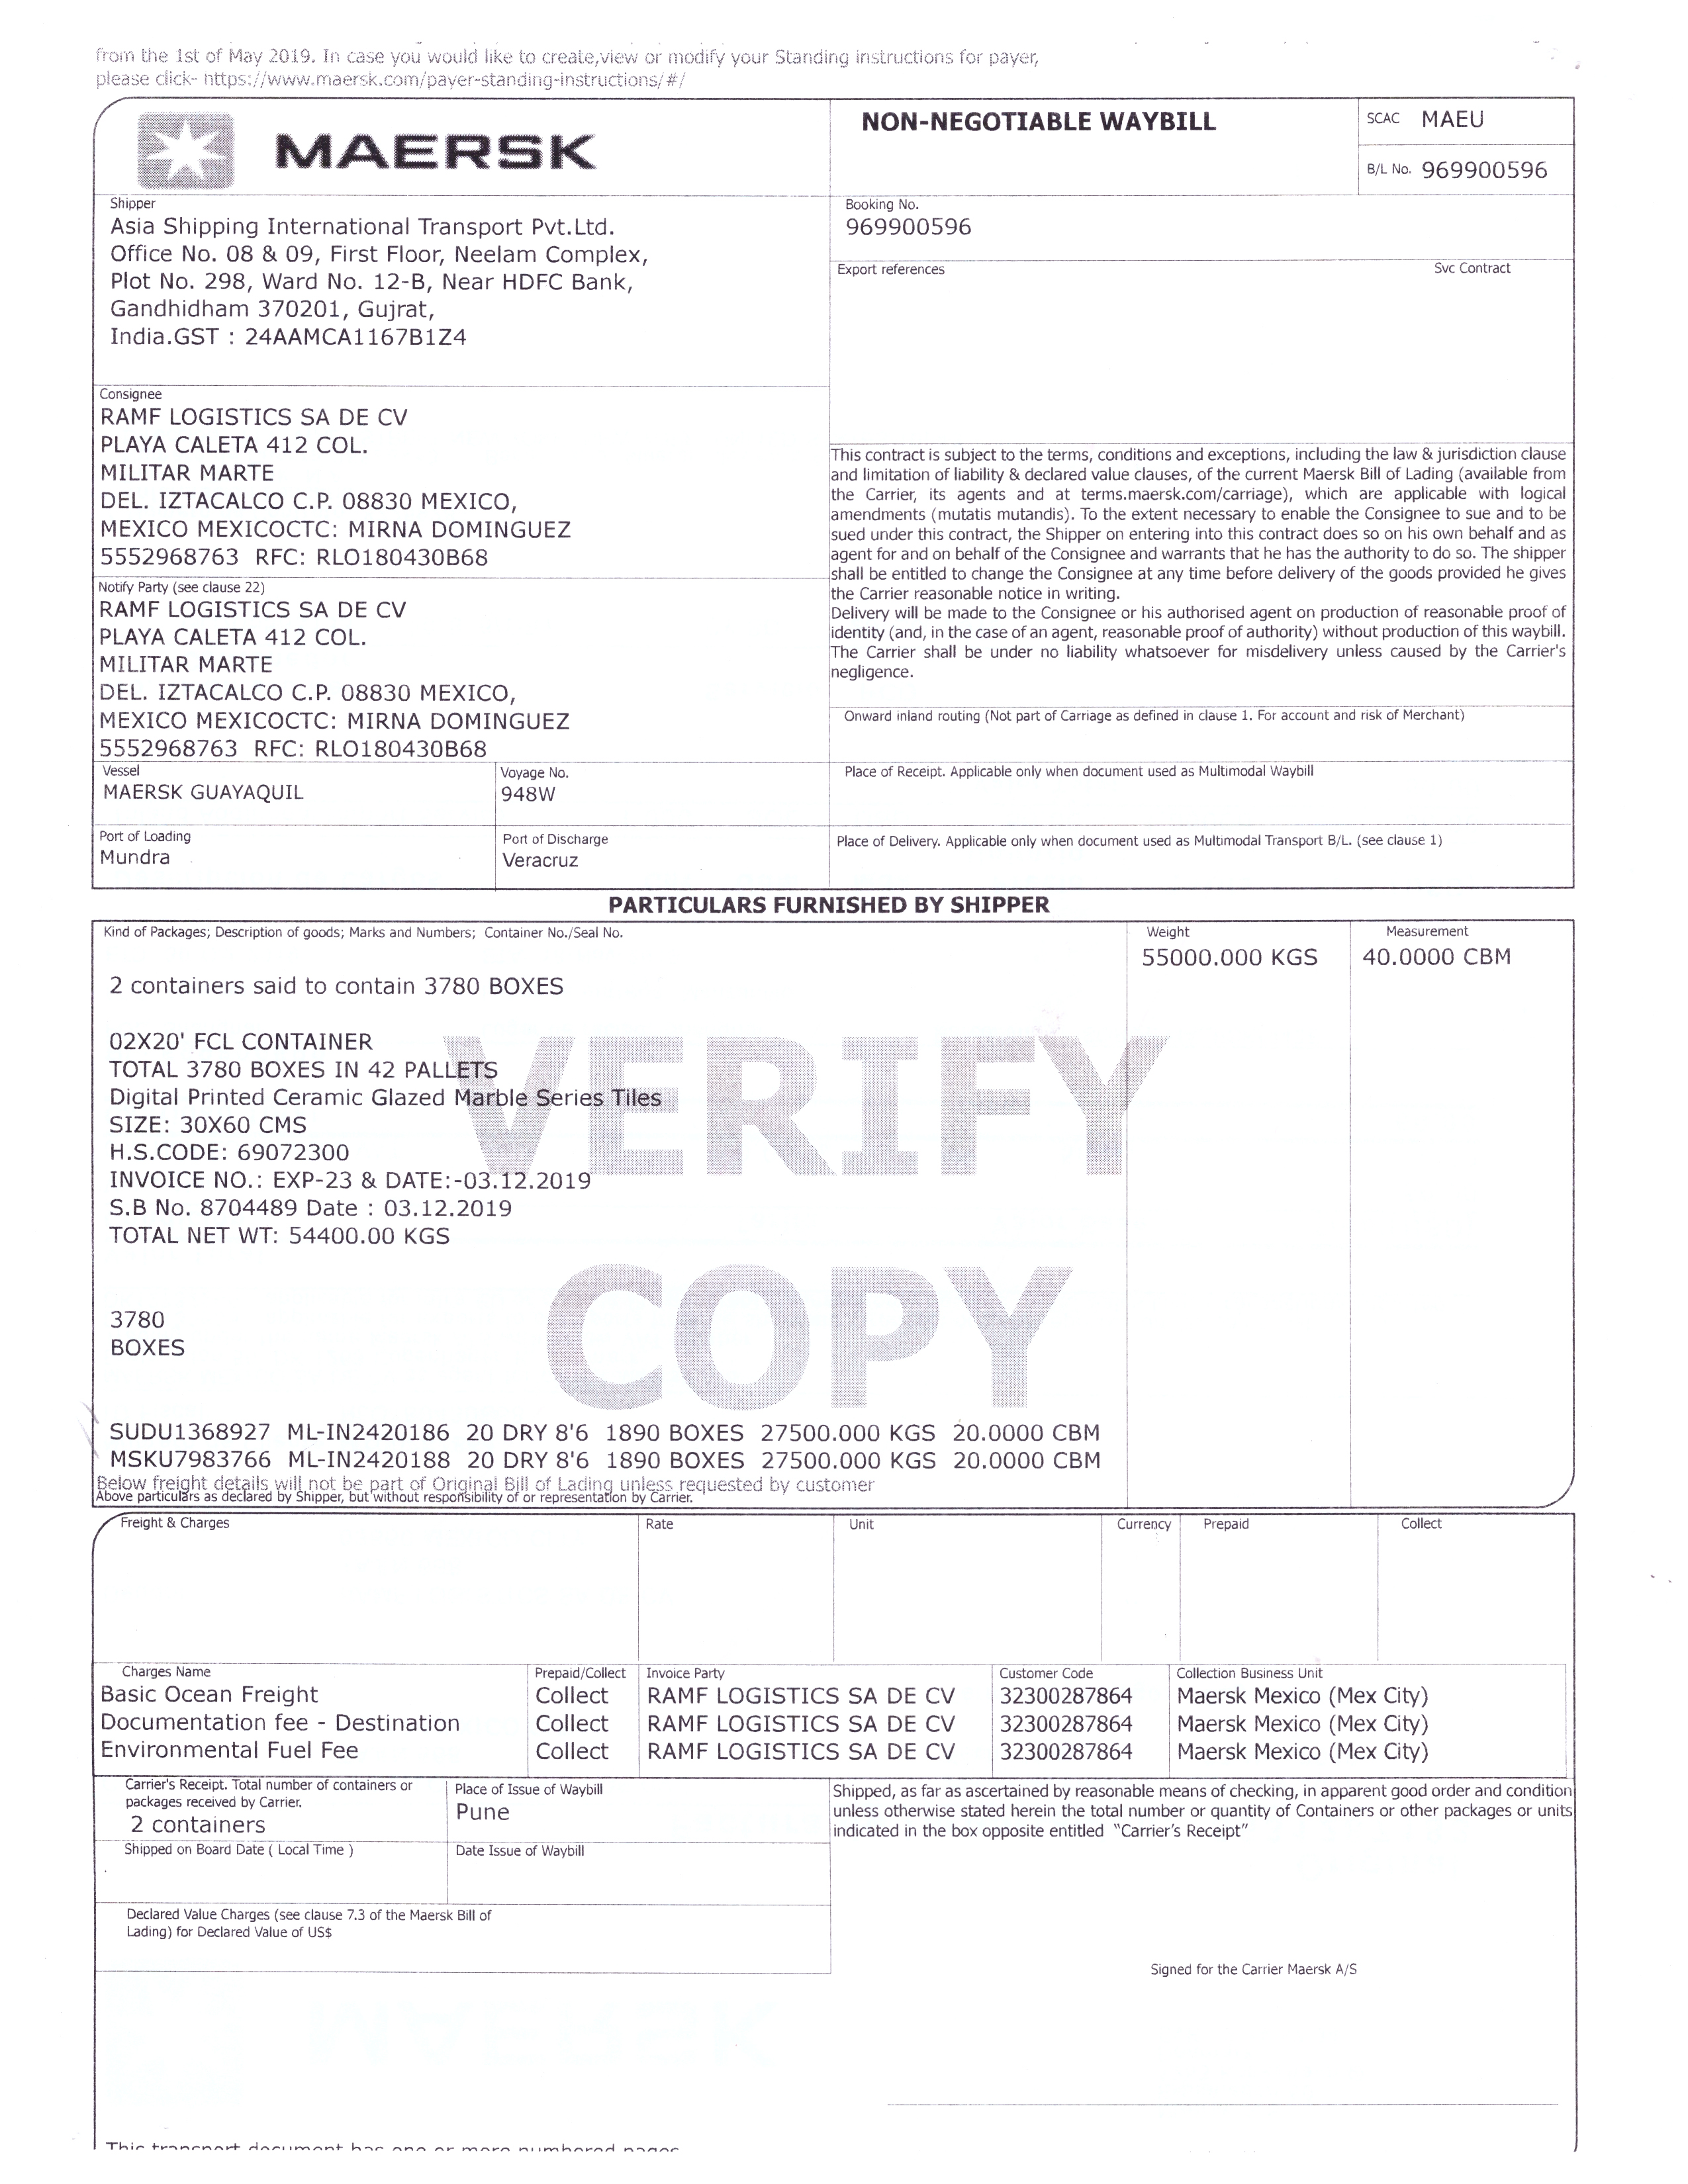 from the 1st of May 2019. In case you would like to create,view or modify your Standing instructions for payer,
please click- https://www.maersk.com/payer-standing-instructions/#/
MAERSK
NON-NEGOTIABLE WAYBILL
SCAC MAEU
B/L No. 969900596
Shipper
Asia Shipping International Transport Pvt.Ltd.
Office No. 08 & 09, First Floor, Neelam Complex,
Plot No. 298, Ward No. 12-B, Near HDFC Bank,
Gandhidham 370201, Gujrat,
India.GST : 24AAMCA1167B1Z4
Booking No.
969900596
Export references
Svc Contract
Consignee
RAMF LOGISTICS SA DE CV
PLAYA CALETA 412 COL.
MILITAR MARTE
DEL. IZTACALCO C.P. 08830 MEXICO,
MEXICO MEXICOCTC: MIRNA DOMINGUEZ
5552968763 RFC: RLO180430B68
Notify Party (see clause 22)
RAMF LOGISTICS SA DE CV
PLAYA CALETA 412 COL.
MILITAR MARTE
DEL. IZTACALCO C.P. 08830 MEXICO,
MEXICO MEXICOCTC: MIRNA DOMINGUEZ
5552968763 RFC: RLO180430B68
This contract is subject to the terms, conditions and exceptions, including the law & jurisdiction clause
and limitation of liability & declared value clauses, of the current Maersk Bill of Lading (available from
the Carrier, its agents and at terms.maersk.com/carriage), which are applicable with logical
amendments (mutatis mutandis). To the extent necessary to enable the Consignee to sue and to be
sued under this contract, the Shipper on entering into this contract does so on his own behalf and as
agent for and on behalf of the Consignee and warrants that he has the authority to do so. The shipper
shall be entitled to change the Consignee at any time before delivery of the goods provided he gives
the Carrier reasonable notice in writing.
Delivery will be made to the Consignee or his authorised agent on production of reasonable proof of
identity (and, in the case of an agent, reasonable proof of authority) without production of this waybill.
The Carrier shall be under no liability whatsoever for misdelivery unless caused by the Carrier's
negligence.
Onward inland routing (Not part of Carriage as defined in clause 1. For account and risk of Merchant)
Vessel
MAERSK GUAYAQUIL
Voyage No.
948W
Place of Receipt. Applicable only when document used as Multimodal Waybill
Port of Loading
Mundra
Port of Discharge
Veracruz
Place of Delivery. Applicable only when document used as Multimodal Transport B/L. (see clause 1)
PARTICULARS FURNISHED BY SHIPPER
Kind of Packages; Description of goods; Marks and Numbers; Container No./Seal No.
Weight
55000.000 KGS
Measurement
40.0000 CBM
2 containers said to contain 3780 BOXES
02X20' FCL CONTAINER
TOTAL 3780 BOXES IN 42 PALLETS
Digital Printed Ceramic Glazed Marble Series Tiles
SIZE: 30X60 CMS
H.S.CODE: 69072300
INVOICE NO.: EXP-23 & DATE:-03.12.2019
S.B No. 8704489 Date : 03.12.2019
TOTAL NET WT: 54400.00 KGS
VERIFY
COPY
3780
BOXES
SUDU1368927 ML-IN2420186 20 DRY 8'6 1890 BOXES 27500.000 KGS 20.0000 CBM
MSKU7983766 ML-IN2420188 20 DRY 8'6 1890 BOXES 27500.000 KGS 20.0000 CBM
Below freight details will not be part of Original Bill of Lading unless requested by customer
Above particulars as declared by Shipper, but without responsibility of or representation by Carrier.
Freight & Charges Rate Unit Currency Prepaid Collect
Charges Name Prepaid/Collect Invoice Party Customer Code Collection Business Unit
Basic Ocean Freight Collect RAMF LOGISTICS SA DE CV 32300287864 Maersk Mexico (Mex City)
Documentation fee - Destination Collect RAMF LOGISTICS SA DE CV 32300287864 Maersk Mexico (Mex City)
Environmental Fuel Fee Collect RAMF LOGISTICS SA DE CV 32300287864 Maersk Mexico (Mex City)
Carrier's Receipt. Total number of containers or
packages received by Carrier.
2 containers
Place of Issue of Waybill
Pune
Shipped on Board Date ( Local Time )
Date Issue of Waybill
Declared Value Charges (see clause 7.3 of the Maersk Bill of
Lading) for Declared Value of US$
Shipped, as far as ascertained by reasonable means of checking, in apparent good order and condition
unless otherwise stated herein the total number or quantity of Containers or other packages or units
indicated in the box opposite entitled "Carrier's Receipt"
Signed for the Carrier Maersk A/S
This transport document has one or more numbered pages